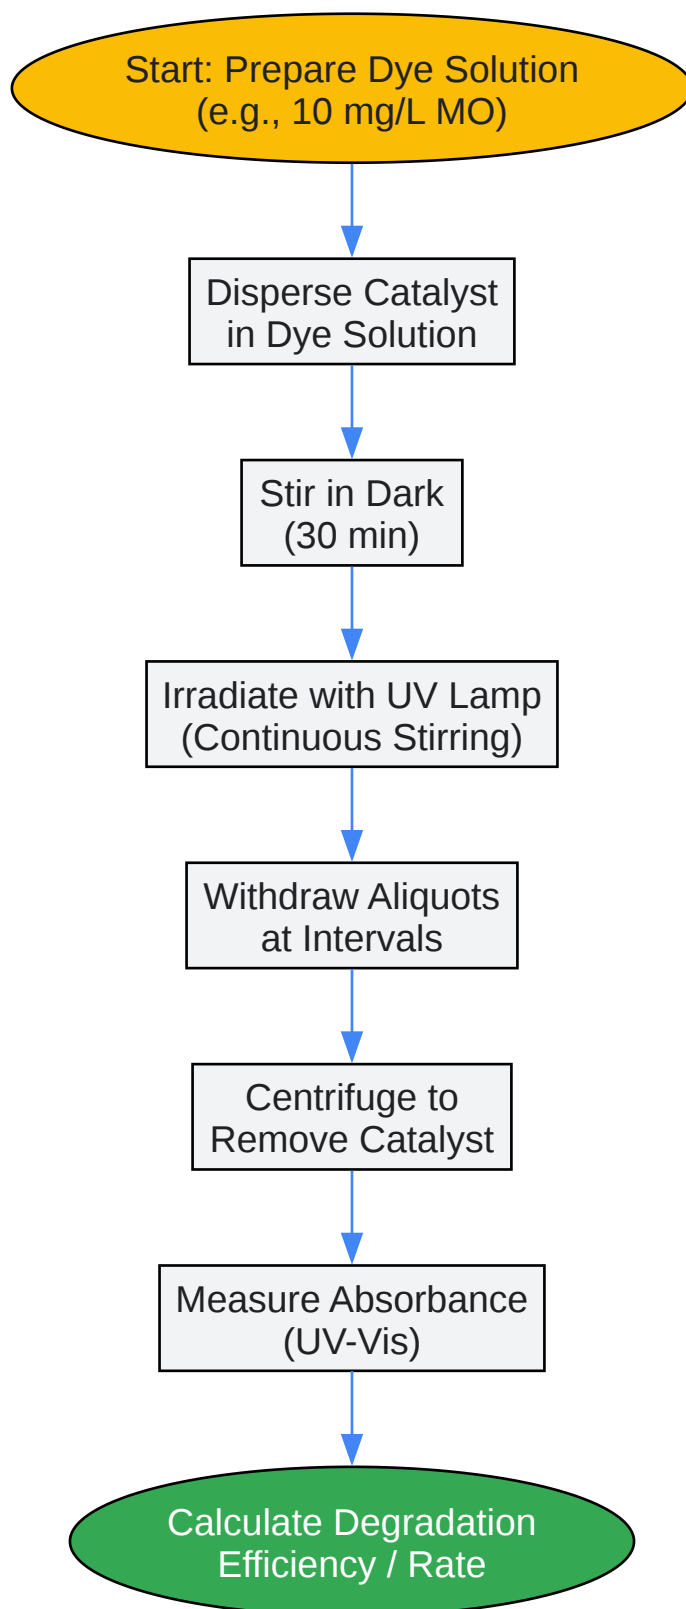 Start: Prepare Dye Solution
(e.g., 10 mg/L MO)
Disperse Catalyst
in Dye Solution
Stir in Dark
(30 min)
Irradiate with UV Lamp
(Continuous Stirring)
Withdraw Aliquots
at Intervals
Centrifuge to
Remove Catalyst
Measure Absorbance
(UV-Vis)
Calculate Degradation
Efficiency / Rate